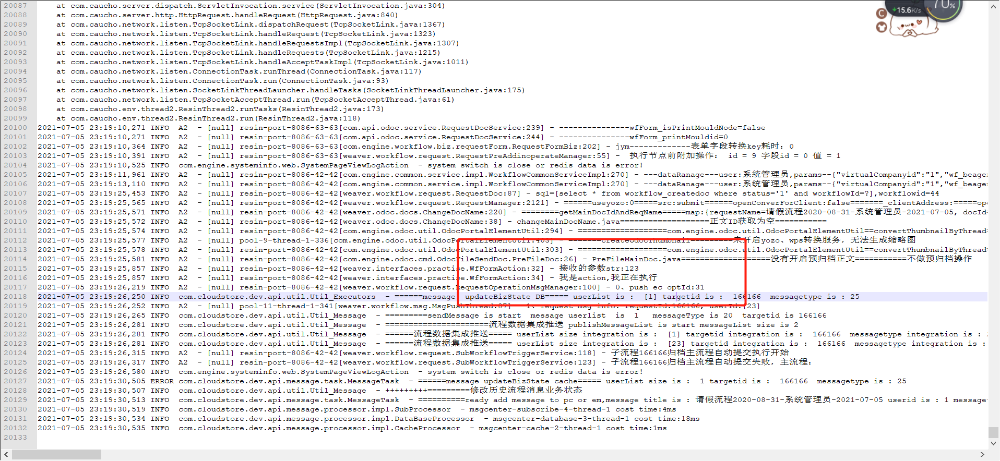 20087 at com.caucho.server.dispatch.ServletInvocation.service(ServletInvocation.java:304)
20088 at com.caucho.server.http.HttpRequest.handleRequest(HttpRequest.java:840)
20089 at com.caucho.network.listen.TcpSocketLink.dispatchRequest(TcpSocketLink.java:1367)
20090 at com.caucho.network.listen.TcpSocketLink.handleRequest(TcpSocketLink.java:1323)
20091 at com.caucho.network.listen.TcpSocketLink.handleRequestsImpl(TcpSocketLink.java:1307)
20092 at com.caucho.network.listen.TcpSocketLink.handleRequests(TcpSocketLink.java:1215)
20093 at com.caucho.network.listen.TcpSocketLink.handleAcceptTaskImpl(TcpSocketLink.java:1011)
20094 at com.caucho.network.listen.ConnectionTask.runThread(ConnectionTask.java:117)
20095 at com.caucho.network.listen.ConnectionTask.run(ConnectionTask.java:93)
20096 at com.caucho.network.listen.SocketLinkThreadLauncher.handleTasks(SocketLinkThreadLauncher.java:175)
20097 at com.caucho.network.listen.TcpSocketAcceptThread.run(TcpSocketAcceptThread.java:61)
20098 at com.caucho.env.thread2.ResinThread2.runTasks(ResinThread2.java:173)
20099 at com.caucho.env.thread2.ResinThread2.run(ResinThread2.java:118)
20100 2021-07-05 23:19:10,271 INFO A2 - [null] resin-port-8086-63-63[com.api.odoc.service.RequestDocService:239] - ---------------wfForm_isPrintMouldNode=false
20101 2021-07-05 23:19:10,271 INFO A2 - [null] resin-port-8086-63-63[com.api.odoc.service.RequestDocService:244] - ---------------wfForm_printMouldid=0
20102 2021-07-05 23:19:10,364 INFO A2 - [null] resin-port-8086-63-63[com.engine.workflow.biz.requestForm.RequestFormBiz:202] - jym-------------表单字段转换key耗时：0
20103 2021-07-05 23:19:10,391 INFO A2 - [null] resin-port-8086-63-63[weaver.workflow.request.RequestPreAddinoperateManager:55] - 执行节点前附加操作： id = 9 字段id = 0 值 = 1
20104 2021-07-05 23:19:10,525 INFO com.engine.systeminfo.web.SystemPageViewLogAction - system switch is close or redis data is error!
20105 2021-07-05 23:19:11,961 INFO A2 - [null] resin-port-8086-42-42[com.engine.common.service.impl.WorkflowCommonServiceImpl:270] - ---dataRanage---user:系统管理员,params--{"virtualCompanyid":"1","wf_beagen
20106 2021-07-05 23:19:13,110 INFO A2 - [null] resin-port-8086-42-42[com.engine.common.service.impl.WorkflowCommonServiceImpl:270] - ---dataRanage---user:系统管理员,params--{"virtualCompanyid":"1","wf_beagen
20107 2021-07-05 23:19:25,453 INFO A2 - [null] resin-port-8086-42-42[weaver.workflow.request.RequestDoc:87] - sql=[select * from workflow_createdoc where status='1' and workflowId=?],workflowid=44
20108 2021-07-05 23:19:25,565 INFO A2 - [null] resin-port-8086-42-42[weaver.workflow.request.RequestManager:2121] - ======useyozo:0=====src:submit======openConverForClient:false=======_clientAddress:=====ope
20109 2021-07-05 23:19:25,571 INFO A2 - [null] resin-port-8086-42-42[weaver.odoc.docs.ChangeDocName:220] - ========getMainDocIdAndReqName=====map:{requestName=请假流程2020-08-31-系统管理员-2021-07-05, docId=
20110 2021-07-05 23:19:25,572 INFO A2 - [null] resin-port-8086-42-42[weaver.odoc.docs.ChangeDocName:38] - changeMainDocName.java===================正文ID获取为空===========
20111 2021-07-05 23:19:25,574 INFO A2 - [null] resin-port-8086-42-42[com.engine.odoc.util.OdocPortalElementUtil:294] - ===================com.engine.odoc.util.OdocPortalElementUtil==convertThumbnailByThread=
20112 2021-07-05 23:19:25,577 INFO A2 - [null] pool-9-thread-1-336[com.engine.odoc.util.OdocPortalElementUtil:403] - =======createOdocThumbnail=========未开启yozo、wps转换服务，无法生成缩略图
20113 2021-07-05 23:19:25,578 INFO A2 - [null] resin-port-8086-42-42[com.engine.odoc.util.OdocPortalElementUtil:303] - ===================com.engine.odoc.util.OdocPortalElementUtil==convertThumbnailByThread=
20114 2021-07-05 23:19:25,581 INFO A2 - [null] resin-port-8086-42-42[com.engine.odoc.cmd.OdocFileSendDoc.PreFileDoc:26] - PreFileMainDoc.java===================没有开启预归档正文===========不做预归档操作
20115 2021-07-05 23:19:25,857 INFO A2 - [null] resin-port-8086-42-42[weaver.interfaces.practise.WfFormAction:32] - 接收的参数str:123
20116 2021-07-05 23:19:25,857 INFO A2 - [null] resin-port-8086-42-42[weaver.interfaces.practise.WfFormAction:34] - 我是action,我正在执行
20117 2021-07-05 23:19:26,219 INFO A2 - [null] resin-port-8086-42-42[weaver.workflow.request.RequestOperationMsgManager:100] - 0、push ec optId:31
20118 2021-07-05 23:19:26,250 INFO com.cloudstore.dev.api.util.Util_Executors - ======message updateBizState DB===== userList is : [1] targetid is : 166166 messagetype is : 25
20119 2021-07-05 23:19:26,252 INFO A2 - [null] pool-11-thread-1-341[weaver.workflow.msg.MsgPushThread:87] - 1、request msg info: requestId:166166, userId:[23]
20120 2021-07-05 23:19:26,265 INFO com.cloudstore.dev.api.util.Util_Message - =========sendMessage is start message userlist is 1 messageType is 20 targetid is 166166
20121 2021-07-05 23:19:26,281 INFO com.cloudstore.dev.api.util.Util_Message - ======================流程数据集成推送 publishMessageList is start messageList size is 2
20122 2021-07-05 23:19:26,281 INFO com.cloudstore.dev.api.util.Util_Message - ======流程数据集成推送===== userList size integration is : [1] targetid integration is : 166166 messagetype integration is :
20123 2021-07-05 23:19:26,281 INFO com.cloudstore.dev.api.util.Util_Message - ======流程数据集成推送===== userList size integration is : [23] targetid integration is : 166166 messagetype integration is :
20124 2021-07-05 23:19:26,315 INFO A2 - [null] resin-port-8086-42-42[weaver.workflow.request.SubWorkflowTriggerService:118] - 子流程166166归档主流程自动提交执行开始
20125 2021-07-05 23:19:26,317 INFO A2 - [null] resin-port-8086-42-42[weaver.workflow.request.SubWorkflowTriggerService:123] - 子流程166166归档主流程自动提交失败，主流程：
20126 2021-07-05 23:19:26,580 INFO com.engine.systeminfo.web.SystemPageViewLogAction - system switch is close or redis data is error!
20127 2021-07-05 23:19:30,505 ERROR com.cloudstore.dev.api.message.task.MessageTask - ======message updateBizState cache===== userList size is : 1 targetid is : 166166 messagetype is : 25
20128 2021-07-05 23:19:30,507 INFO com.cloudstore.dev.api.util.Util_Message - +++++++++=========修改历史流程消息业务状态
20129 2021-07-05 23:19:30,513 INFO com.cloudstore.dev.api.message.task.MessageTask - ==========ready add message to pc or em,message title is : 请假流程2020-08-31-系统管理员-2021-07-05 userid is : 1 message
20130 2021-07-05 23:19:30,519 INFO com.cloudstore.dev.api.message.processor.impl.SubProcessor - msgcenter-subscribe-4-thread-1 cost time:4ms
20131 2021-07-05 23:19:30,534 INFO com.cloudstore.dev.api.message.processor.impl.DataBaseProcessor - msgcenter-database-3-thread-1 cost time:18ms
20132 2021-07-05 23:19:30,535 INFO com.cloudstore.dev.api.message.processor.impl.CacheProcessor - msgcenter-cache-2-thread-1 cost time:1ms
20133
15.6K/s
70%
C